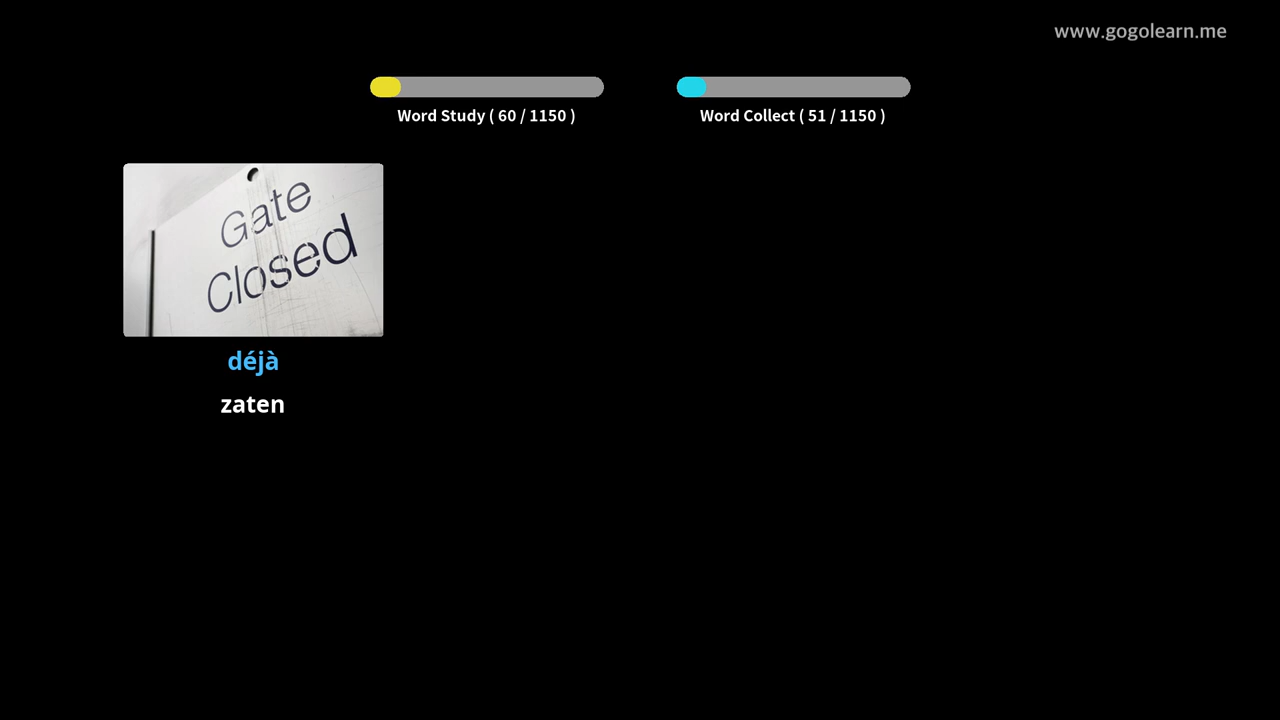 www.gogolearn.me
Word Study ( 60 / 1150 )
Word Collect ( 51 / 1150 )
Gate
Closed
déjà
zaten